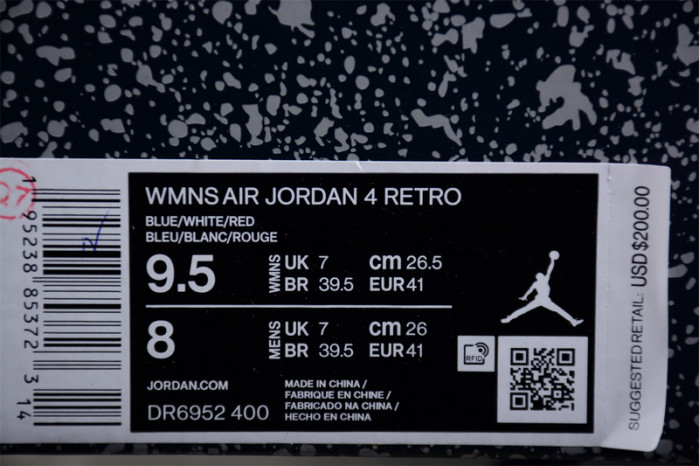 WMNS AIR JORDAN 4 RETRO
BLUE/WHITE/RED
BLEU/BLANC/ROUGE
9.5 WMNS UK 7 cm 26.5
BR 39.5 EUR 41
8 MENS UK 7 cm 26
BR 39.5 EUR 41
RFID
JORDAN.COM
DR6952 400
MADE IN CHINA /
FABRIQUE EN CHINE /
FABRICADO NA CHINA /
HECHO EN CHINA
1 95238 85372 3 14
SUGGESTED RETAIL: USD $200.00